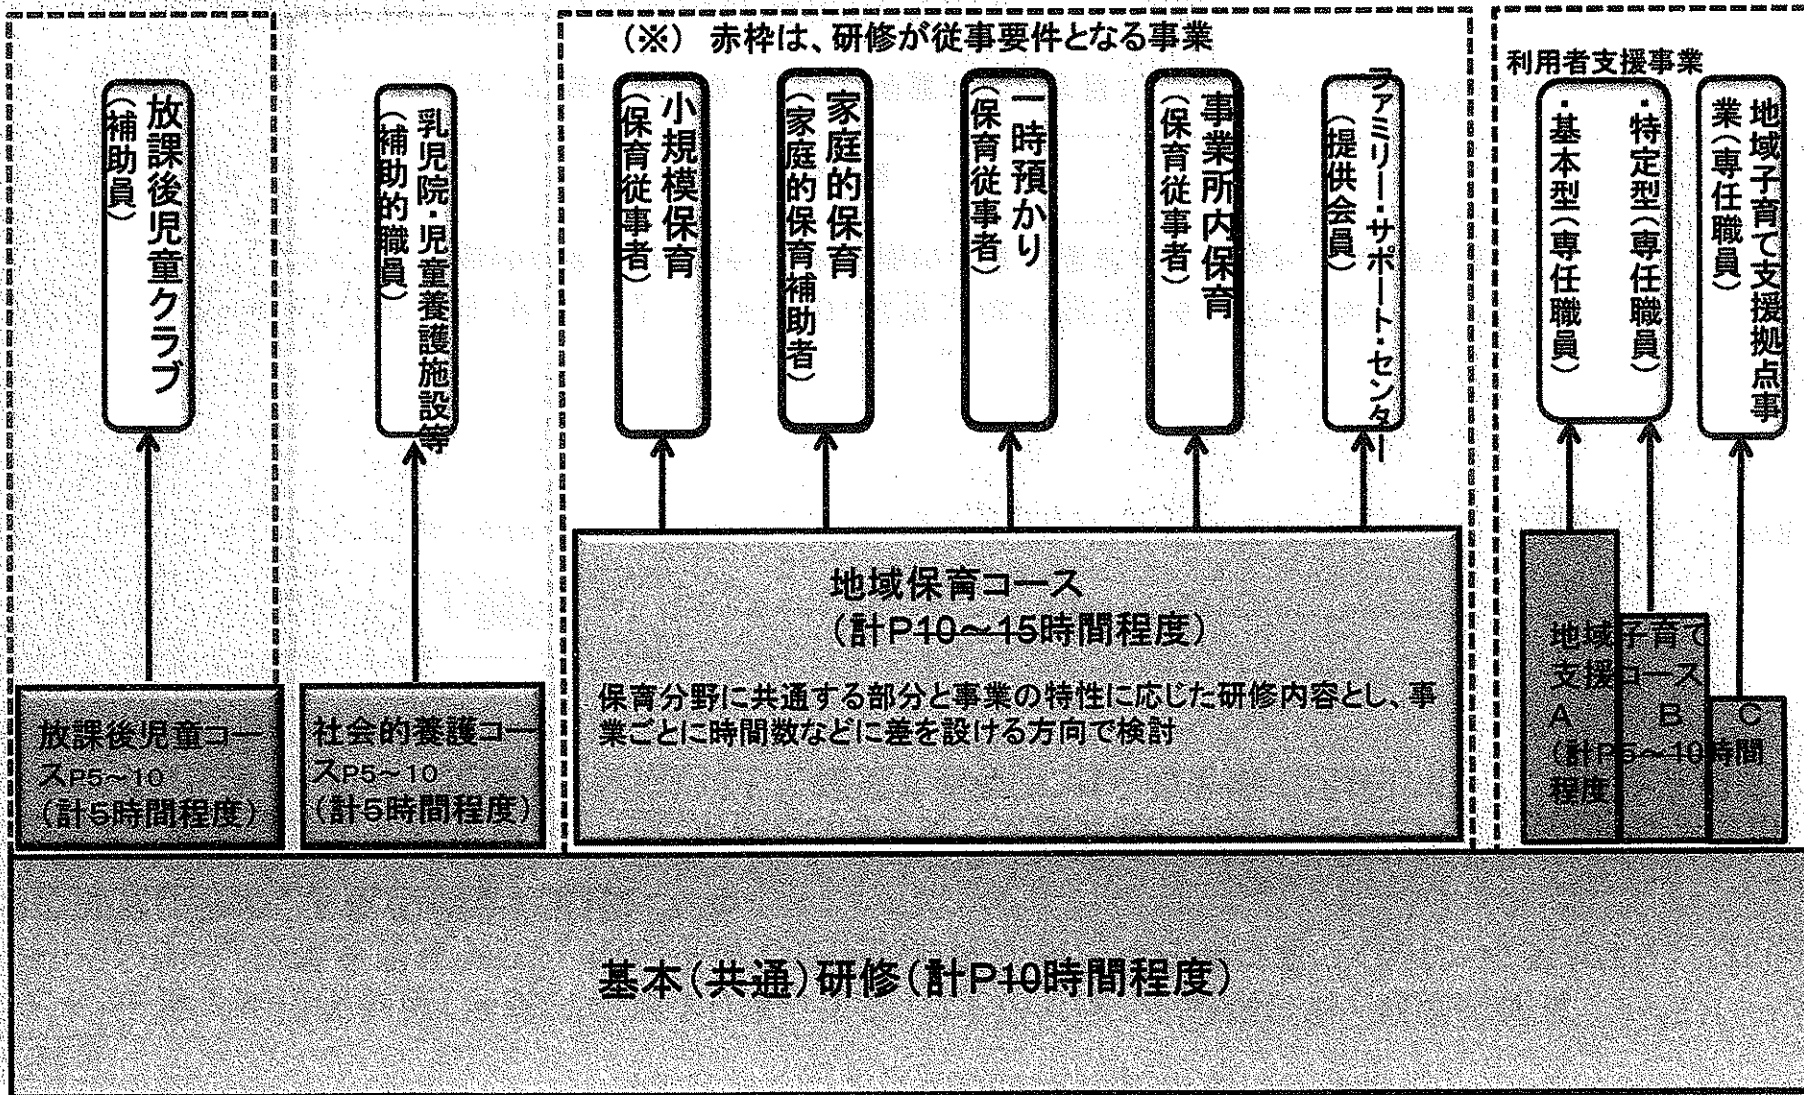 (※) 赤枠は、研修が従事要件となる事業
利用者支援事業
放課後児童クラブ
(補助員)
乳児院・児童養護施設等
(補助的職員)
小規模保育
(保育従事者)
家庭的保育
(家庭的保育補助者)
一時預かり
(保育従事者)
事業所内保育
(保育従事者)
ファミリー・サポート・センター
(提供会員)
・特定型(専任職員)
・基本型(専任職員)
地域子育て支援拠点事
業(専任職員)
放課後児童コー
スP5~10
(計5時間程度)
社会的養護コー
スP5~10
(計5時間程度)
地域保育コース
(計P10~15時間程度)
保育分野に共通する部分と事業の特性に応じた研修内容とし、事
業ごとに時間数などに差を設ける方向で検討
地域子育て
支援コース
A B C
(計P5~10時間
程度
基本(共通)研修(計P10時間程度)